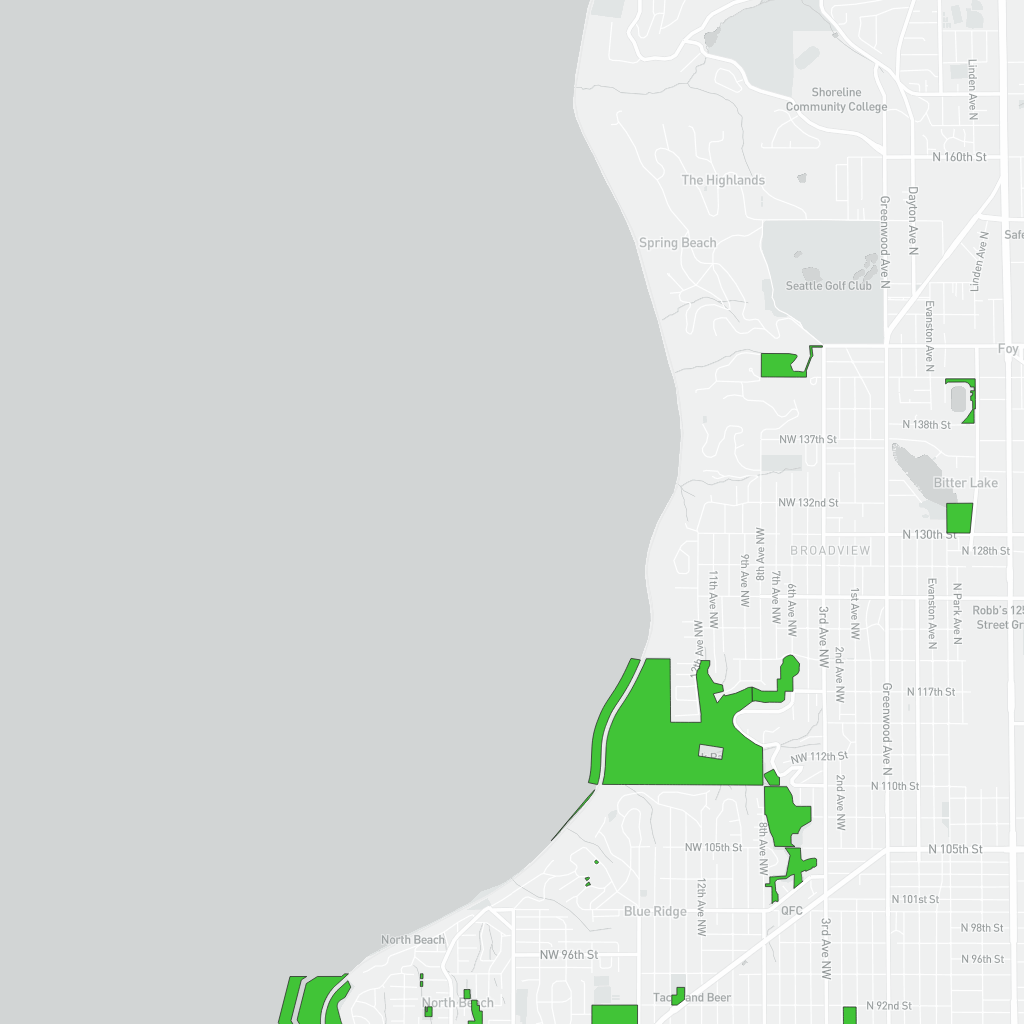 Shoreline
Community College
Linden Ave N
N 160th St
The Highlands
Dayton Ave N
Greenwood Ave N
Spring Beach
Safe
Linden Ave N
Seattle Golf Club
Evanston Ave N
Foy
N 138th St
NW 137th St
Bitter Lake
NW 132nd St
N 130th St
BROADVIEW
N 128th St
8th Ave NW
9th Ave NW
11th Ave NW
7th Ave NW
6th Ave NW
1st Ave NW
Evanston Ave N
N Park Ave N
Robb's 125
Street Gr
3rd Ave NW
12th Ave NW
2nd Ave NW
N 117th St
Greenwood Ave N
NW 112th St
N 110th St
2nd Ave NW
8th Ave NW
NW 105th St
N 105th St
12th Ave NW
N 101st St
Blue Ridge
QFC
3rd Ave NW
N 98th St
North Beach
NW 96th St
N 96th St
North Beach
Tac and Beer
N 92nd St